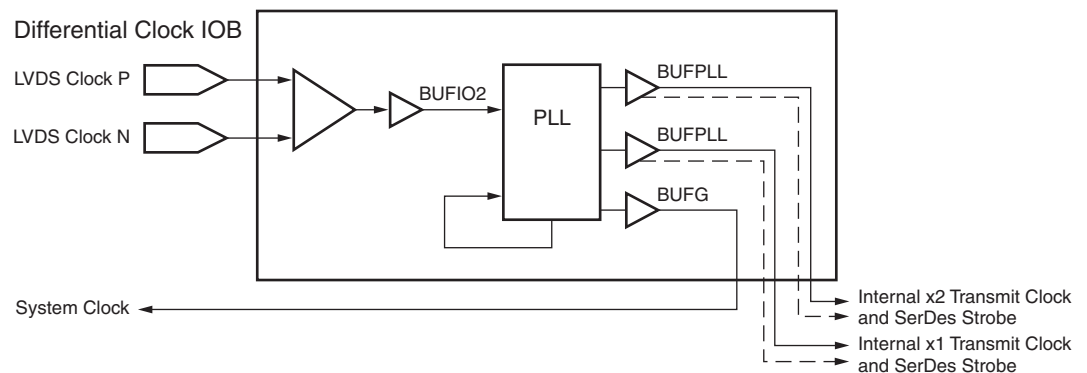 Differential Clock IOB
LVDS Clock P
LVDS Clock N
BUFIO2
PLL
BUFPLL
BUFPLL
BUFG
System Clock
Internal x2 Transmit Clock
and SerDes Strobe
Internal x1 Transmit Clock
and SerDes Strobe